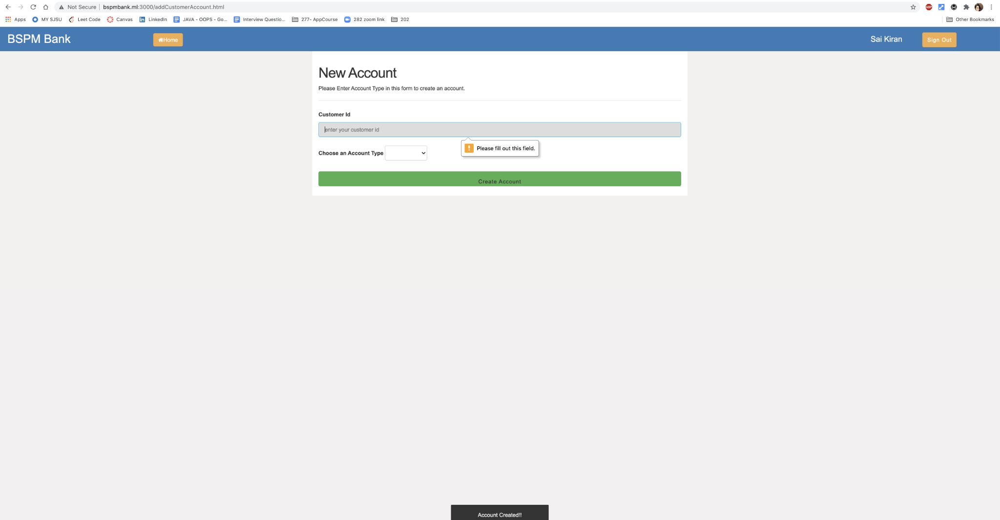 Not Secure bspmbank.ml:3000/addCustomerAccount.html ABP
Apps MY SJSU Leet Code Canvas LinkedIn JAVA - OOPS - Go... Interview Questio... 277- AppCourse 282 zoom link 202 Other Bookmarks
BSPM Bank Home Sai Kiran Sign Out
New Account
Please Enter Account Type in this form to create an account.
Customer Id
enter your customer id
Please fill out this field.
Choose an Account Type
Create Account
Account Created!!